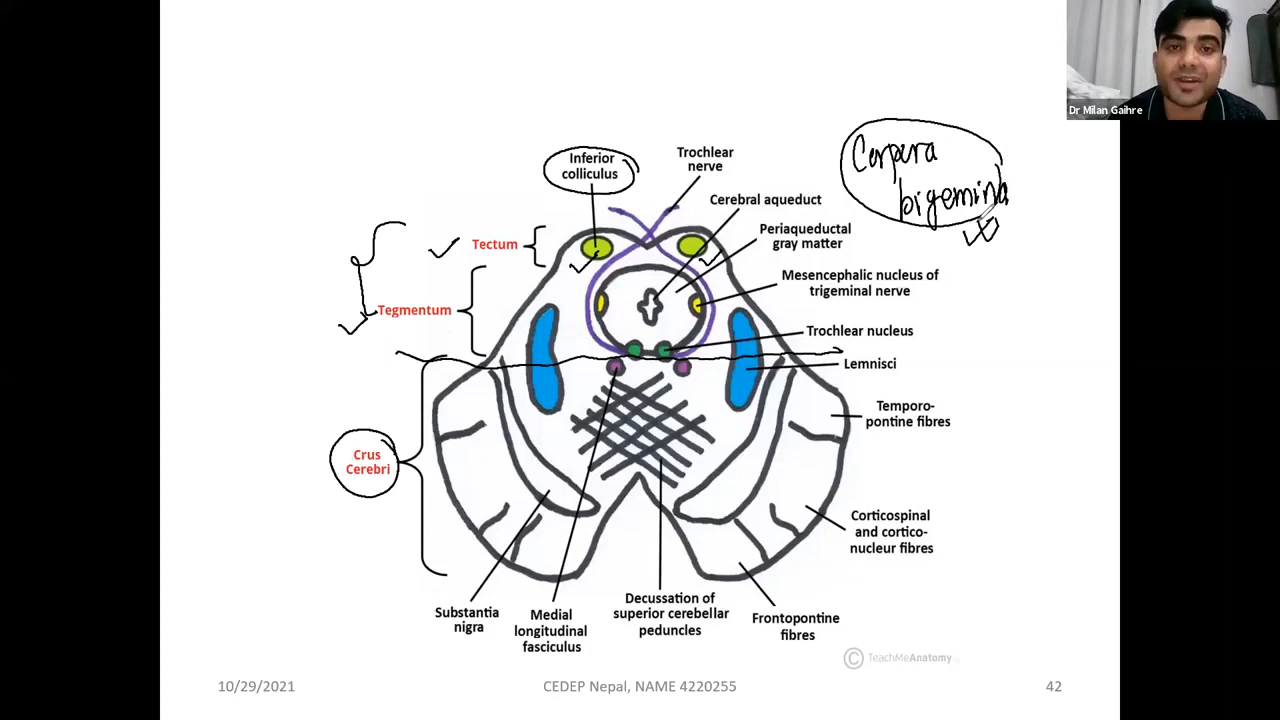 Dr Milan Gaihre
Corpora
bigemina
Inferior
colliculus
Trochlear
nerve
Cerebral aqueduct
Periaqueductal
gray matter
Tectum
Mesencephalic nucleus of
trigeminal nerve
Tegmentum
Trochlear nucleus
Lemnisci
Temporo-
pontine fibres
Crus
Cerebri
Corticospinal
and cortico-
nucleur fibres
Substantia
nigra
Medial
longitudinal
fasciculus
Decussation of
superior cerebellar
peduncles
Frontopontine
fibres
© TeachMeAnatomy
10/29/2021
CEDEP Nepal, NAME 4220255
42